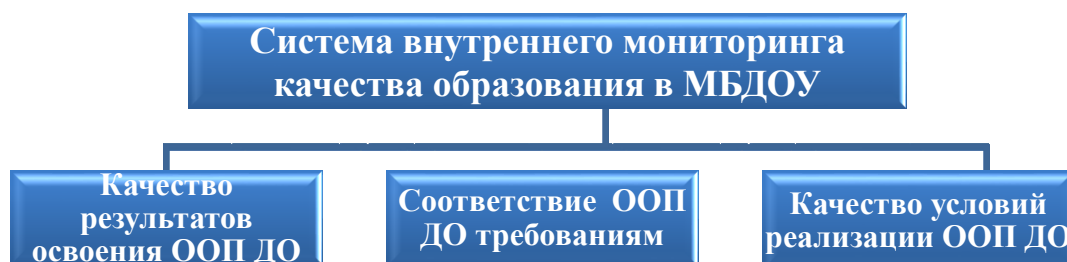 Система внутреннего мониторинга
качества образования в МБДОУ
Качество
результатов
освоения ООП ДО
Соответствие ООП
ДО требованиям
Качество условий
реализации ООП ДО